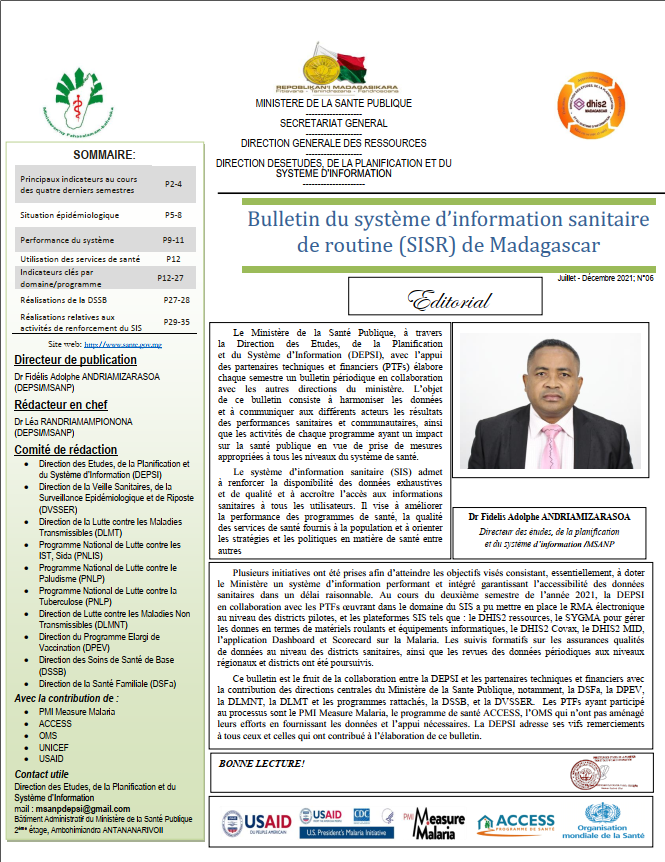 REPOBLIKAN'I MADAGASIKARA
Fitiavana - Tanindrazana - Fandrosoana
MINISTERE DE LA SANTE PUBLIQUE
-------------------
SECRETARIAT GENERAL
-------------------
DIRECTION GENERALE DES RESSOURCES
-------------------
DIRECTION DESETUDES, DE LA PLANIFICATION ET DU
SYSTEME D'INFORMATION
---------------------
dhis2
MADAGASCAR
SOMMAIRE:
Principaux indicateurs au cours
des quatre derniers semestres
P2-4
Situation épidémiologique
P5-8
Performance du système
P9-11
Utilisation des services de santé
P12
Indicateurs clés par
domaine/programme
P12-27
Réalisations de la DSSB
P27-28
Réalisations relatives aux
activités de renforcement du SIS
P29-35
Site web: http://www.sante.gov.mg
Directeur de publication
Dr Fidélis Adolphe ANDRIAMIZARASOA
(DEPSI/MSANP)
Rédacteur en chef
Dr Léa RANDRIAMAMPIONONA
(DEPSI/MSANP)
Comité de rédaction
• Direction des Etudes, de la Planification et
du Système d'Information (DEPSI)
• Direction de la Veille Sanitaires, de la
Surveillance Epidémiologique et de Riposte
(DVSSER)
• Direction de la Lutte contre les Maladies
Transmissibles (DLMT)
• Programme National de Lutte contre les
IST, Sida (PNLIS)
• Programme National de Lutte contre le
Paludisme (PNLP)
• Programme National de Lutte contre la
Tuberculose (PNLP)
• Direction de Lutte contre les Maladies Non
Transmissibles (DLMNT)
• Direction du Programme Elargi de
Vaccination (DPEV)
• Direction des Soins de Santé de Base
(DSSB)
• Direction de la Santé Familiale (DSFa)
Avec la contribution de :
• PMI Measure Malaria
• ACCESS
• OMS
• UNICEF
• USAID
Contact utile
Direction des Etudes, de la Planification et du
Système d'Information
mail : msanpdepsi@gmail.com
Bâtiment Administratif du Ministère de la Santé Publique
2ème étage, Ambohimiandra ANTANANARIVOII
Bulletin du système d'information sanitaire
de routine (SISR) de Madagascar
Juillet - Décembre 2021; N°06
Editorial
Le Ministère de la Santé Publique, à travers
la Direction des Etudes, de la Planification
et du Système d'Information (DEPSI), avec l'appui
des partenaires techniques et financiers (PTFs) élabore
chaque semestre un bulletin périodique en collaboration
avec les autres directions du ministère. L'objet
de ce bulletin consiste à harmoniser les données
et à communiquer aux différents acteurs les résultats
des performances sanitaires et communautaires, ainsi
que les activités de chaque programme ayant un impact
sur la santé publique en vue de prise de mesures
appropriées à tous les niveaux du système de santé.
Le système d'information sanitaire (SIS) admet
à renforcer la disponibilité des données exhaustives
et de qualité et à accroître l'accès aux informations
sanitaires à tous les utilisateurs. Il vise à améliorer
la performance des programmes de santé, la qualité
des services de santé fournis à la population et à orienter
les stratégies et les politiques en matière de santé entre
autres
Dr Fidelis Adolphe ANDRIAMIZARASOA
Directeur des études, de la planification
et du système d'information /MSANP
Plusieurs initiatives ont été prises afin d'atteindre les objectifs visés consistant, essentiellement, à doter
le Ministère un système d'information performant et intégré garantissant l'accessibilité des données
sanitaires dans un délai raisonnable. Au cours du deuxième semestre de l'année 2021, la DEPSI
en collaboration avec les PTFs œuvrant dans le domaine du SIS a pu mettre en place le RMA électronique
au niveau des districts pilotes, et les plateformes SIS tels que : le DHIS2 ressources, le SYGMA pour gérer
les donnes en termes de matériels roulants et équipements informatiques, le DHIS2 Covax, le DHIS2 MID,
l'application Dashboard et Scorecard sur la Malaria. Les suivis formatifs sur les assurances qualités
de données au niveau des districts sanitaires, ainsi que les revues des données périodiques aux niveaux
régionaux et districts ont été poursuivis.
Ce bulletin est le fruit de la collaboration entre la DEPSI et les partenaires techniques et financiers avec
la contribution des directions centrales du Ministère de la Sante Publique, notamment, la DSFa, la DPEV,
la DLMNT, la DLMT et les programmes rattachés, la DSSB, et la DVSSER. Les PTFs ayant participé
au processus sont le PMI Measure Malaria, le programme de santé ACCESS, l'OMS qui n'ont pas aménagé
leurs efforts en fournissant les données et l'appui nécessaires. La DEPSI adresse ses vifs remerciements
à tous ceux et celles qui ont contribué à l'élaboration de ce bulletin.
BONNE LECTURE!
USAID
DU PEUPLE AMERICAIN
USAID
CDC
U.S. President's Malaria Initiative
PMI Measure
Malaria
ACCESS
PROGRAMME DE SANTÉ
Organisation
mondiale de la Santé